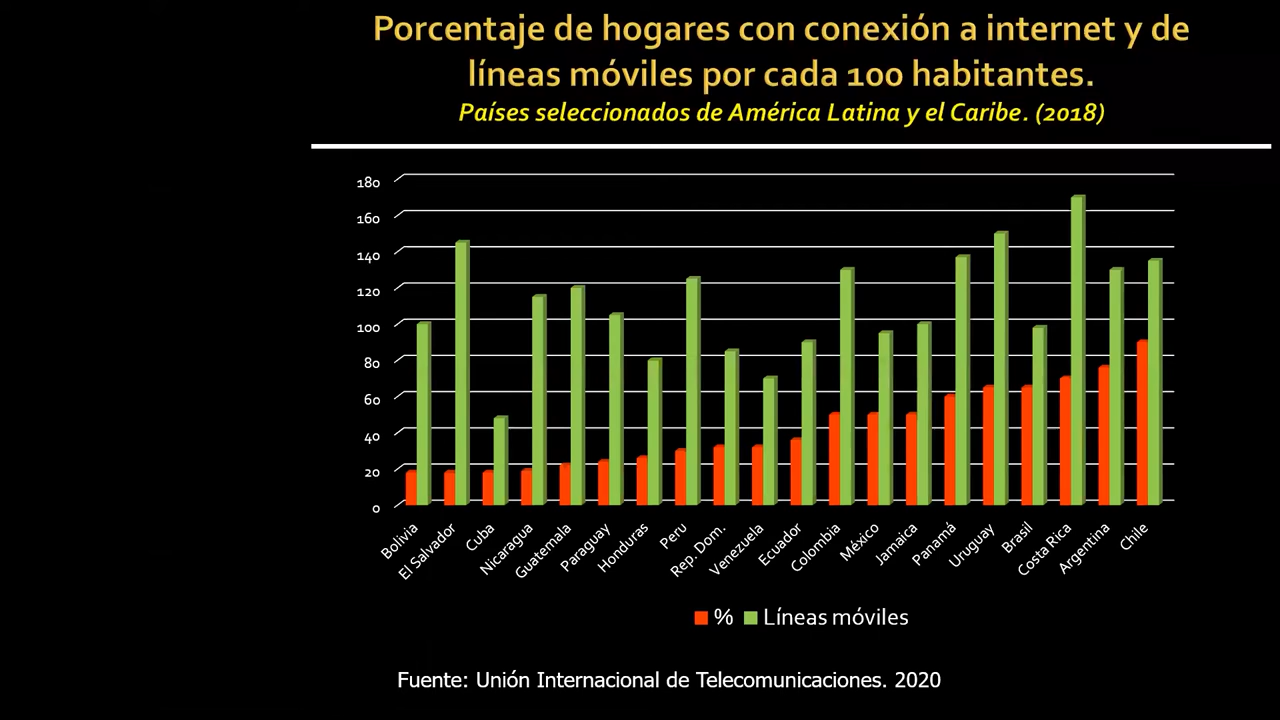 Porcentaje de hogares con conexión a internet y de
líneas móviles por cada 100 habitantes.
Países seleccionados de América Latina y el Caribe. (2018)
180
160
140
120
100
80
60
40
20
0
Bolivia
El Salvador
Cuba
Nicaragua
Guatemala
Paraguay
Honduras
Peru
Rep. Dom.
Venezuela
Ecuador
Colombia
México
Jamaica
Panamá
Uruguay
Brasil
Costa Rica
Argentina
Chile
% Líneas móviles
Fuente: Unión Internacional de Telecomunicaciones. 2020